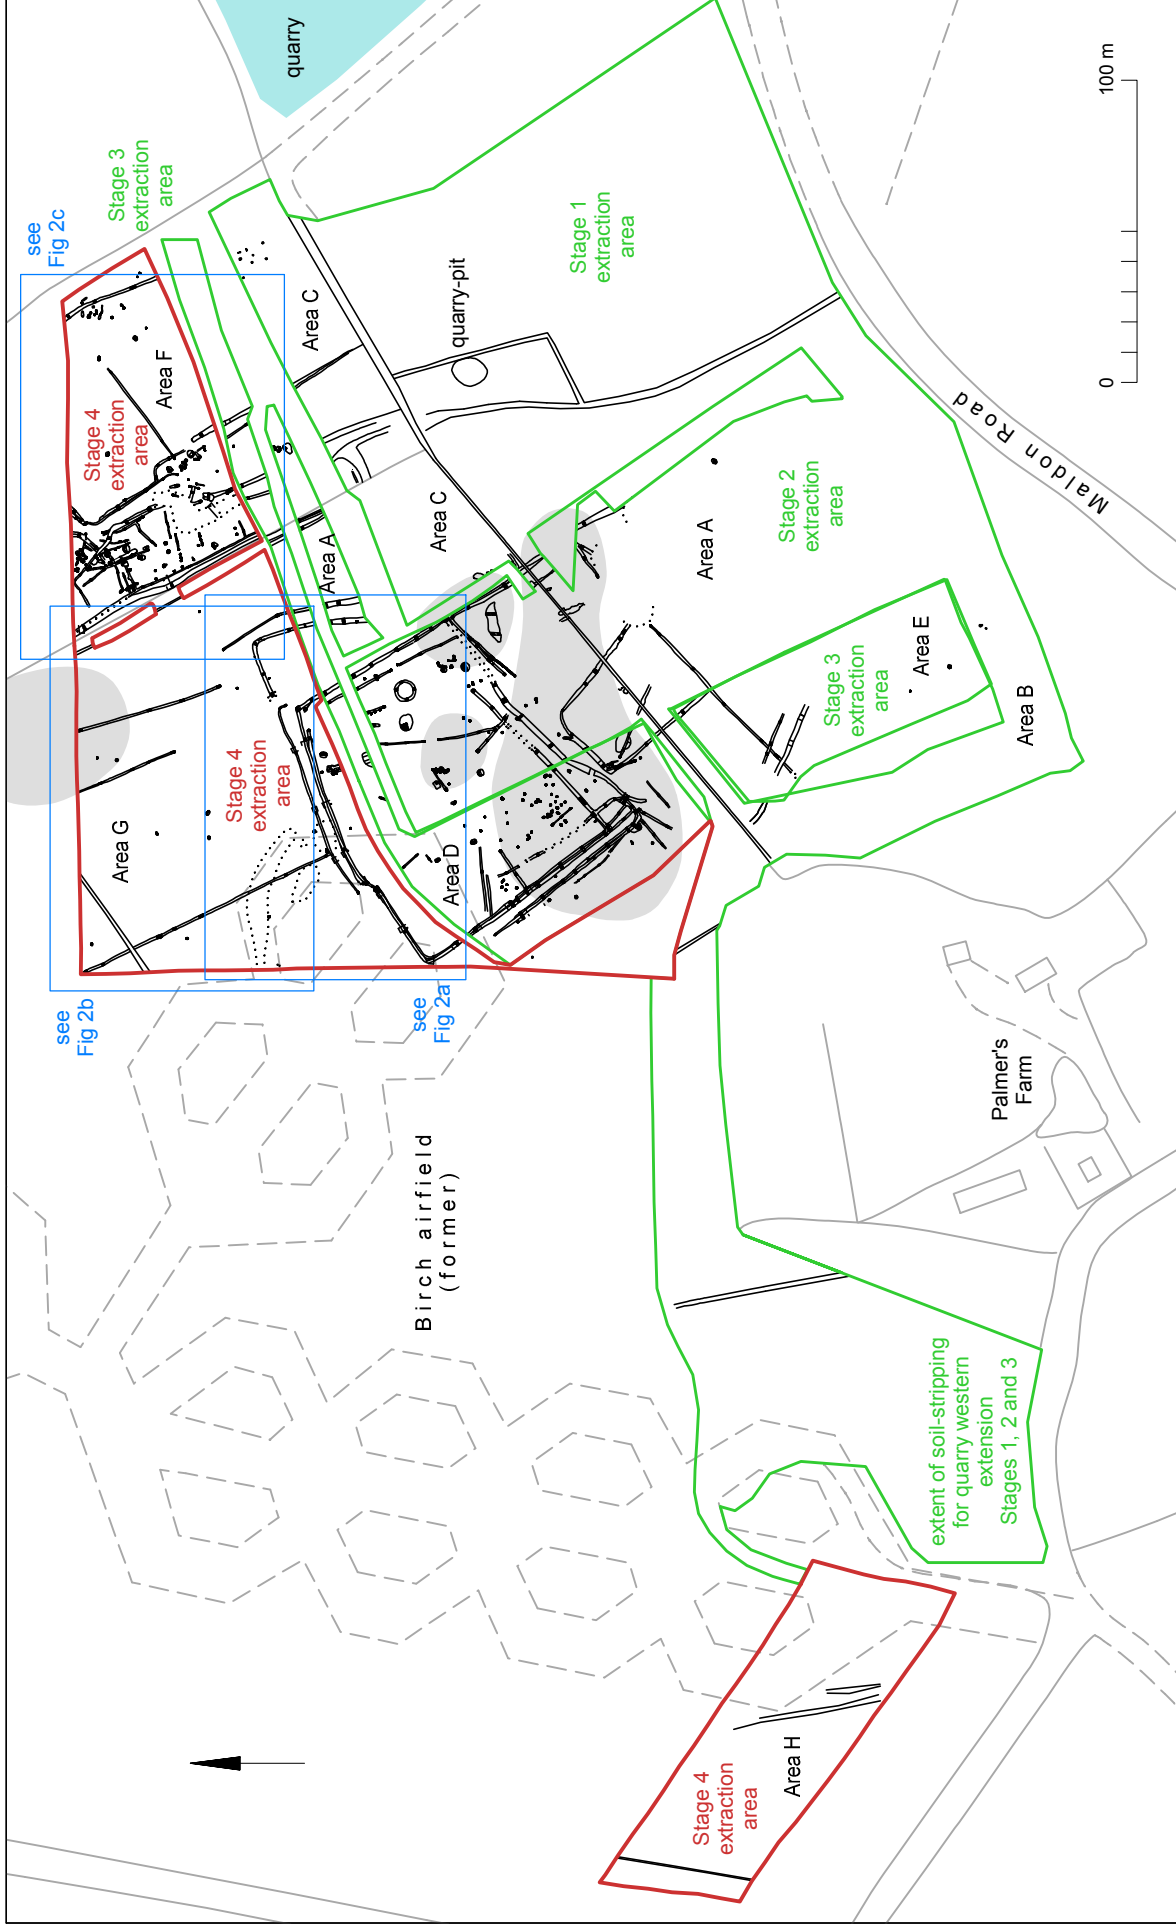 see
Fig 2c
Stage 3
extraction
area
quarry
Stage 4
extraction
area
Area F
Area C
quarry-pit
Stage 1
extraction
area
100 m
0
Maldon Road
Area A
Area C
Area A
Stage 2
extraction
area
Area G
Stage 4
extraction
area
Area D
Stage 3
extraction
area
Area E
Area B
see
Fig 2b
see
Fig 2a
Birch airfield
(former)
Palmer's
Farm
extent of soil-stripping
for quarry western
extension
Stages 1, 2 and 3
Stage 4
extraction
area
Area H